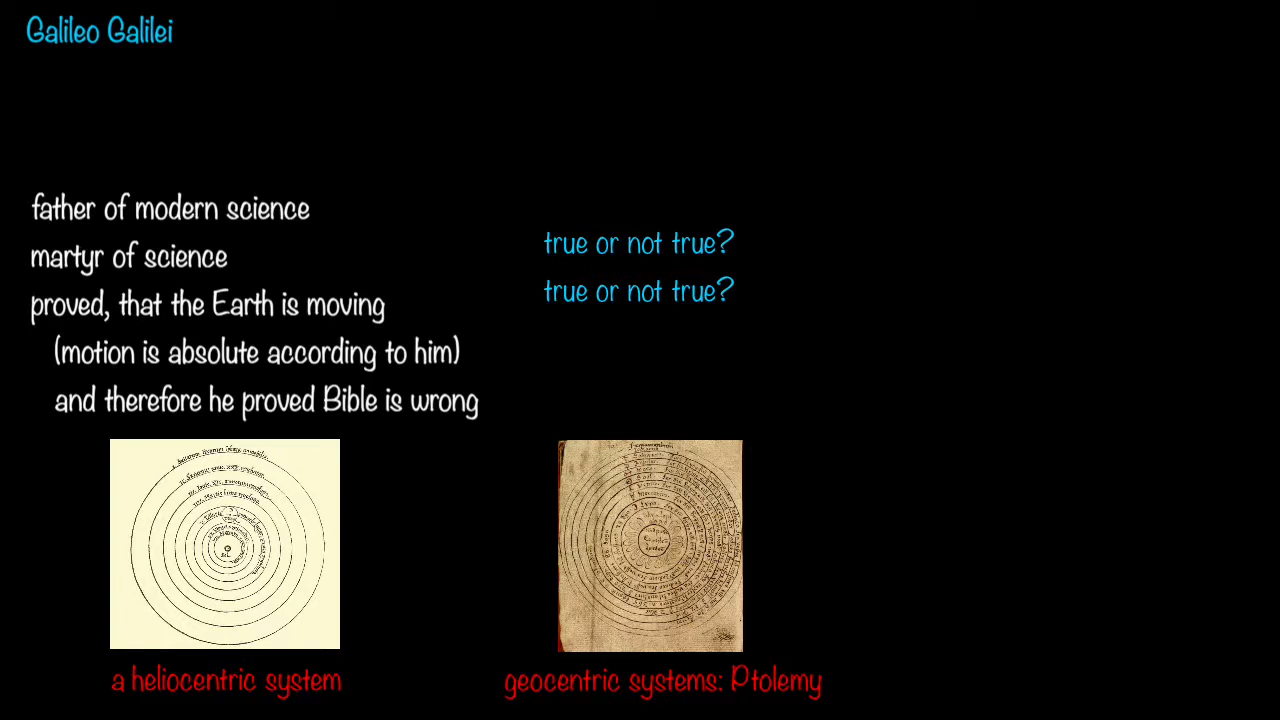 Galileo Galilei
father of modern science
martyr of science
true or not true?
proved, that the Earth is moving
true or not true?
(motion is absolute according to him)
and therefore he proved Bible is wrong
a heliocentric system
geocentric systems: Ptolemy